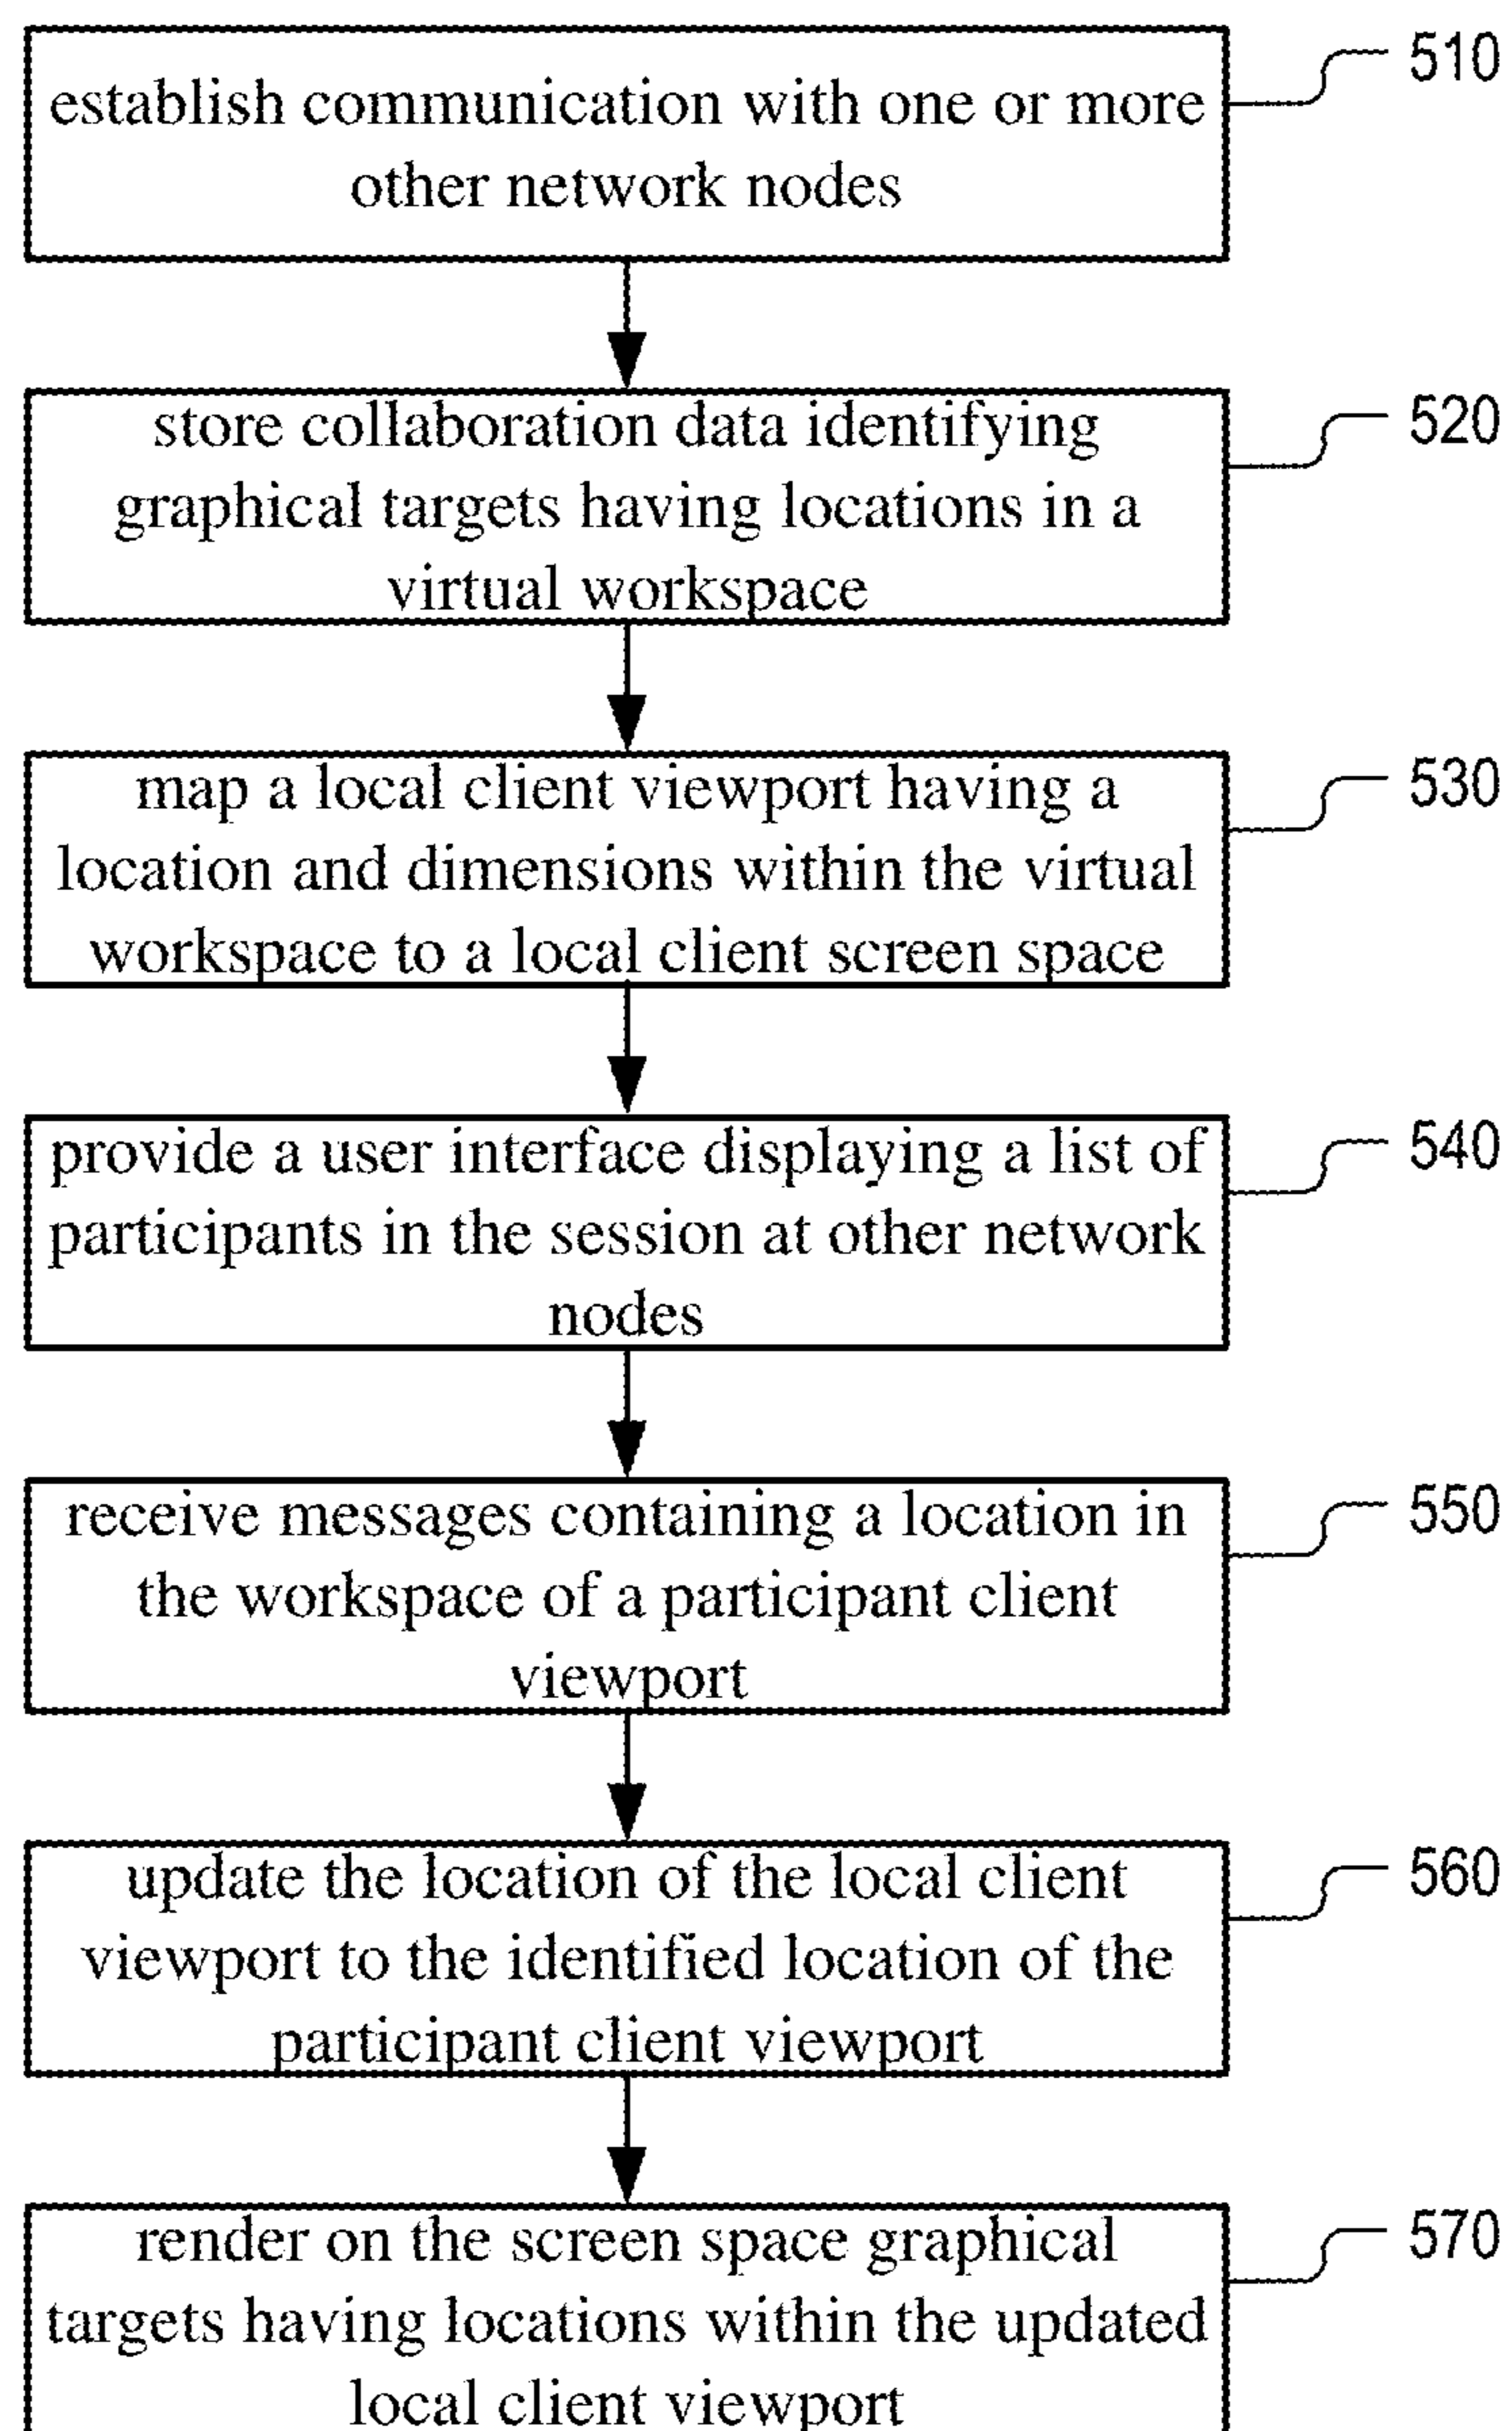 establish communication with one or more
other network nodes
510
store collaboration data identifying
graphical targets having locations in a
virtual workspace
520
map a local client viewport having a
location and dimensions within the virtual
workspace to a local client screen space
530
provide a user interface displaying a list of
participants in the session at other network
nodes
540
receive messages containing a location in
the workspace of a participant client
viewport
550
update the location of the local client
viewport to the identified location of the
participant client viewport
560
render on the screen space graphical
targets having locations within the updated
local client viewport
570